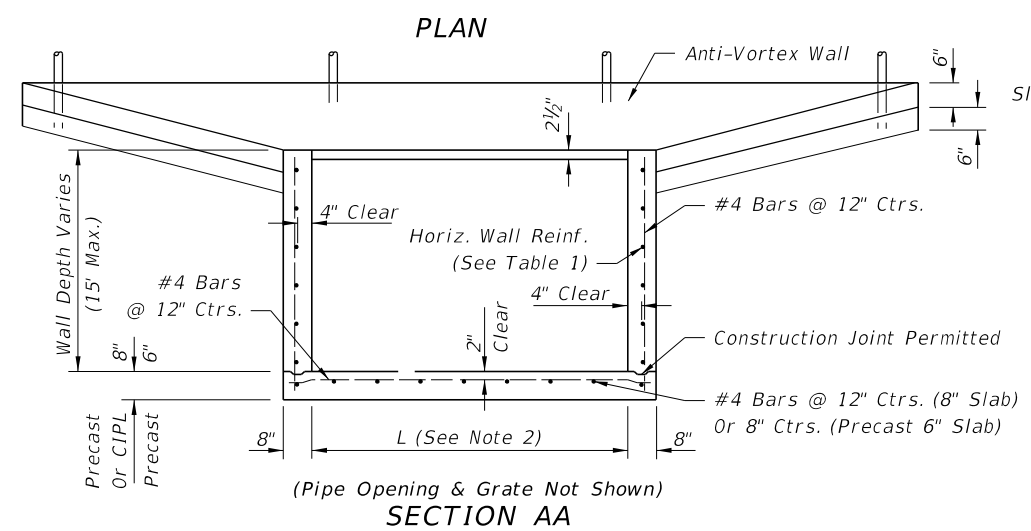 PLAN
Anti-Vortex Wall
6"
Sl
6"
2½"
#4 Bars @ 12" Ctrs.
4" Clear
Horiz. Wall Reinf.
(See Table 1)
Wall Depth Varies
(15' Max.)
#4 Bars
@ 12" Ctrs.
4" Clear
2"
Clear
Construction Joint Permitted
8"
6"
#4 Bars @ 12" Ctrs. (8" Slab)
Or 8" Ctrs. (Precast 6" Slab)
Precast
Or CIPL
Precast
8"
L (See Note 2)
8"
(Pipe Opening & Grate Not Shown)
SECTION AA